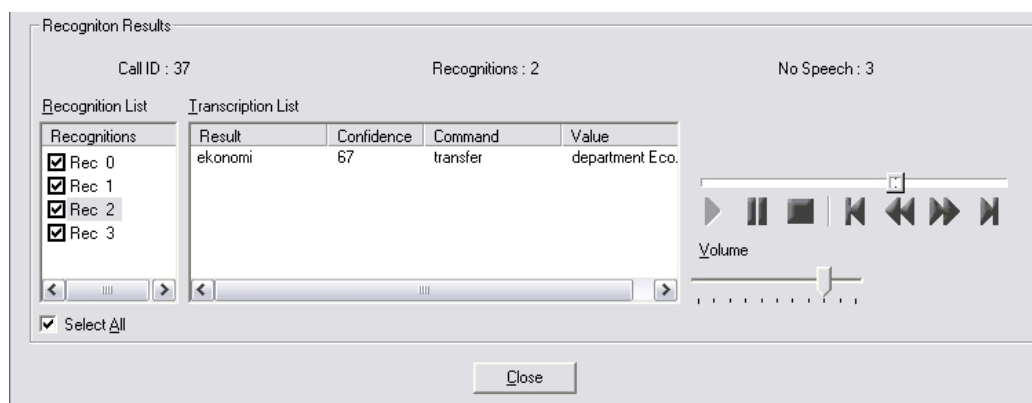 Recogniton Results
Call ID : 37 Recognitions : 2 No Speech : 3
Recognition List Transcription List
Recognitions Result Confidence Command Value
Rec 0 ekonomi 67 transfer department Eco.
Rec 1
Rec 2
Rec 3
Volume
Select All
Close